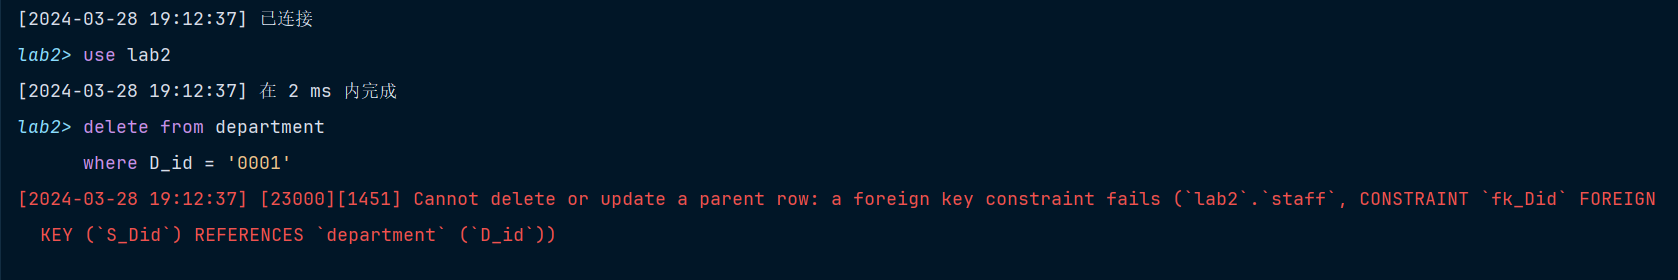 [2024-03-28 19:12:37] 已连接
lab2> use lab2
[2024-03-28 19:12:37] 在 2 ms 内完成
lab2> delete from department
      where D_id = '0001'
[2024-03-28 19:12:37] [23000][1451] Cannot delete or update a parent row: a foreign key constraint fails (`lab2`.`staff`, CONSTRAINT `fk_Did` FOREIGN
  KEY (`S_Did`) REFERENCES `department` (`D_id`))